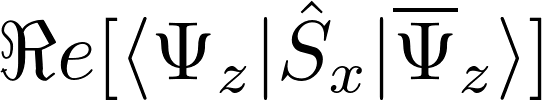 $\Re e[\langle \Psi_z | \hat{S}_x | \overline{\Psi}_z \rangle]$